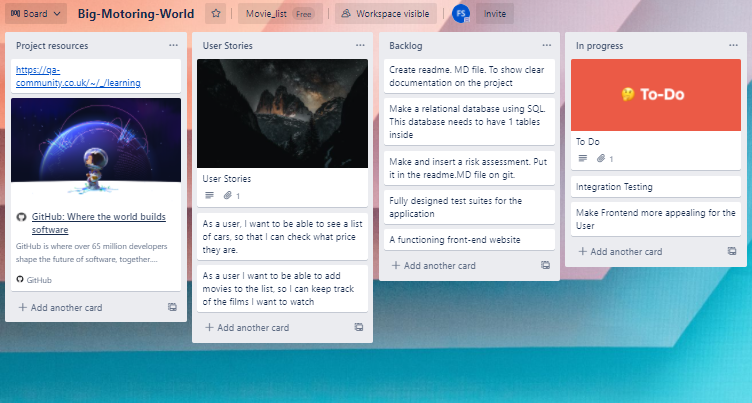 Board
Big-Motoring-World
Movie_list
Free
Workspace visible
FS
Invite
Project resources
https://qa-
community.co.uk/~/_/learning
GitHub: Where the world builds
software
GitHub is where over 65 million developers
shape the future of software, together....
GitHub
Add another card
User Stories
User Stories
1
As a user, I want to be able to see a list
of cars, so that I can check what price
they are.
As a user I want to be able to add
movies to the list, so I can keep track
of the films I want to watch
Add another card
Backlog
Create readme. MD file. To show clear
documentation on the project
Make a relational database using SQL.
This database needs to have 1 tables
inside
Make and insert a risk assessment. Put
it in the readme.MD file on git.
Fully designed test suites for the
application
A functioning front-end website
Add another card
In progress
To-Do
To Do
1
Integration Testing
Make Frontend more appealing for the
User
Add another card